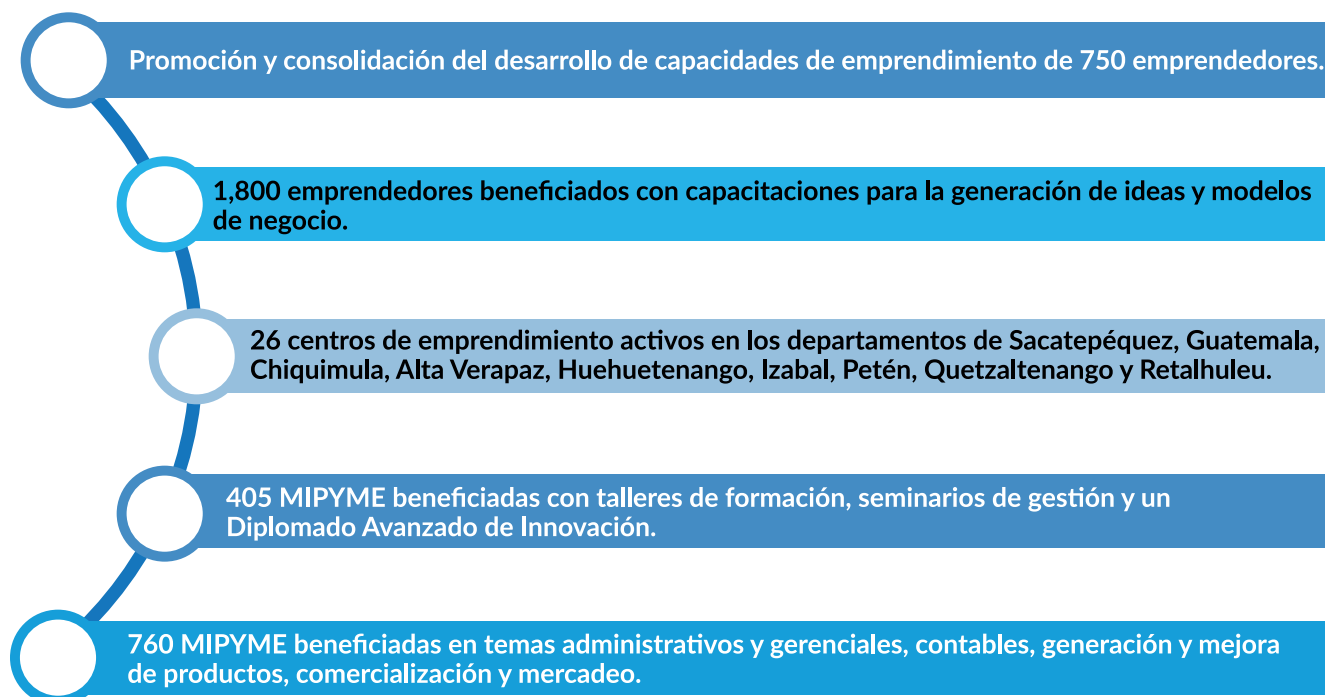 Promoción y consolidación del desarrollo de capacidades de emprendimiento de 750 emprendedores.
1,800 emprendedores beneficiados con capacitaciones para la generación de ideas y modelos
de negocio.
26 centros de emprendimiento activos en los departamentos de Sacatepéquez, Guatemala,
Chiquimula, Alta Verapaz, Huehuetenango, Izabal, Petén, Quetzaltenango y Retalhuleu.
405 MIPYME beneficiadas con talleres de formación, seminarios de gestión y un
Diplomado Avanzado de Innovación.
760 MIPYME beneficiadas en temas administrativos y gerenciales, contables, generación y mejora
de productos, comercialización y mercadeo.